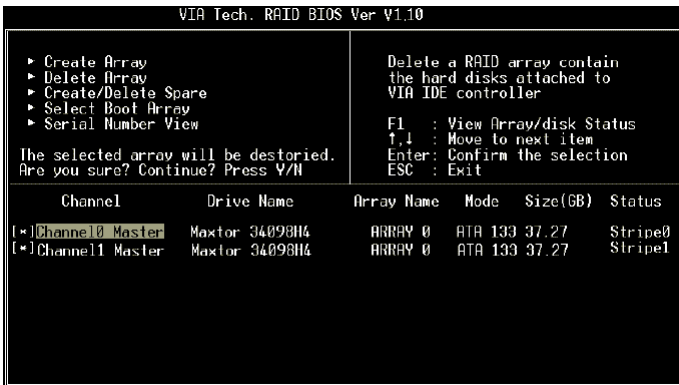 VIA Tech. RAID BIOS Ver V1.10
▸ Create Array
▸ Delete Array
▸ Create/Delete Spare
▸ Select Boot Array
▸ Serial Number View
The selected array will be destoried.
Are you sure? Continue? Press Y/N
Delete a RAID array contain
the hard disks attached to
VIA IDE controller
F1 : View Array/disk Status
↑,↓ : Move to next item
Enter: Confirm the selection
ESC : Exit
Channel Drive Name Array Name Mode Size(GB) Status
[*]Channel0 Master Maxtor 34098H4 ARRAY 0 ATA 133 37.27 Stripe0
[*]Channel1 Master Maxtor 34098H4 ARRAY 0 ATA 133 37.27 Stripe1